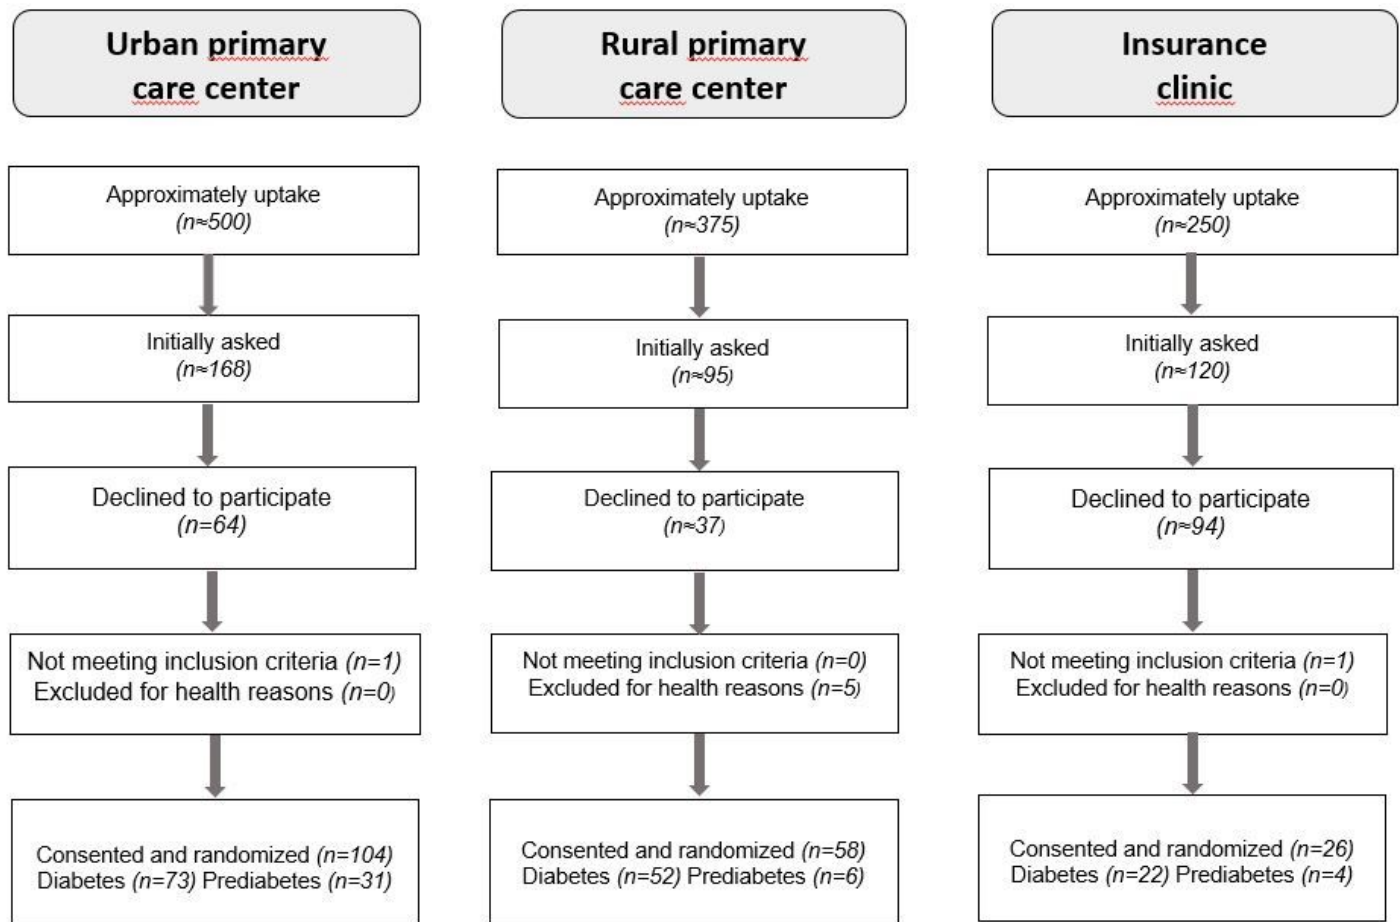 Urban primary
care center
Approximately uptake
(n≈500)
Initially asked
(n≈168)
Declined to participate
(n=64)
Not meeting inclusion criteria (n=1)
Excluded for health reasons (n=0)
Consented and randomized (n=104)
Diabetes (n=73) Prediabetes (n=31)
Rural primary
care center
Approximately uptake
(n≈375)
Initially asked
(n≈95)
Declined to participate
(n≈37)
Not meeting inclusion criteria (n=0)
Excluded for health reasons (n=5)
Consented and randomized (n=58)
Diabetes (n=52) Prediabetes (n=6)
Insurance
clinic
Approximately uptake
(n≈250)
Initially asked
(n≈120)
Declined to participate
(n≈94)
Not meeting inclusion criteria (n=1)
Excluded for health reasons (n=0)
Consented and randomized (n=26)
Diabetes (n=22) Prediabetes (n=4)